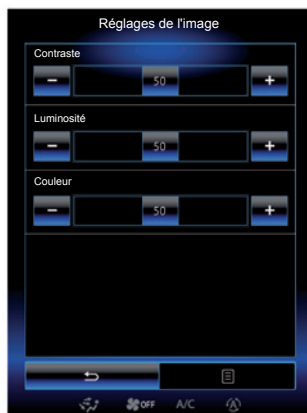 Réglages de l'image
Contraste
− 50 +
Luminosité
− 50 +
Couleur
− 50 +
OFF A/C